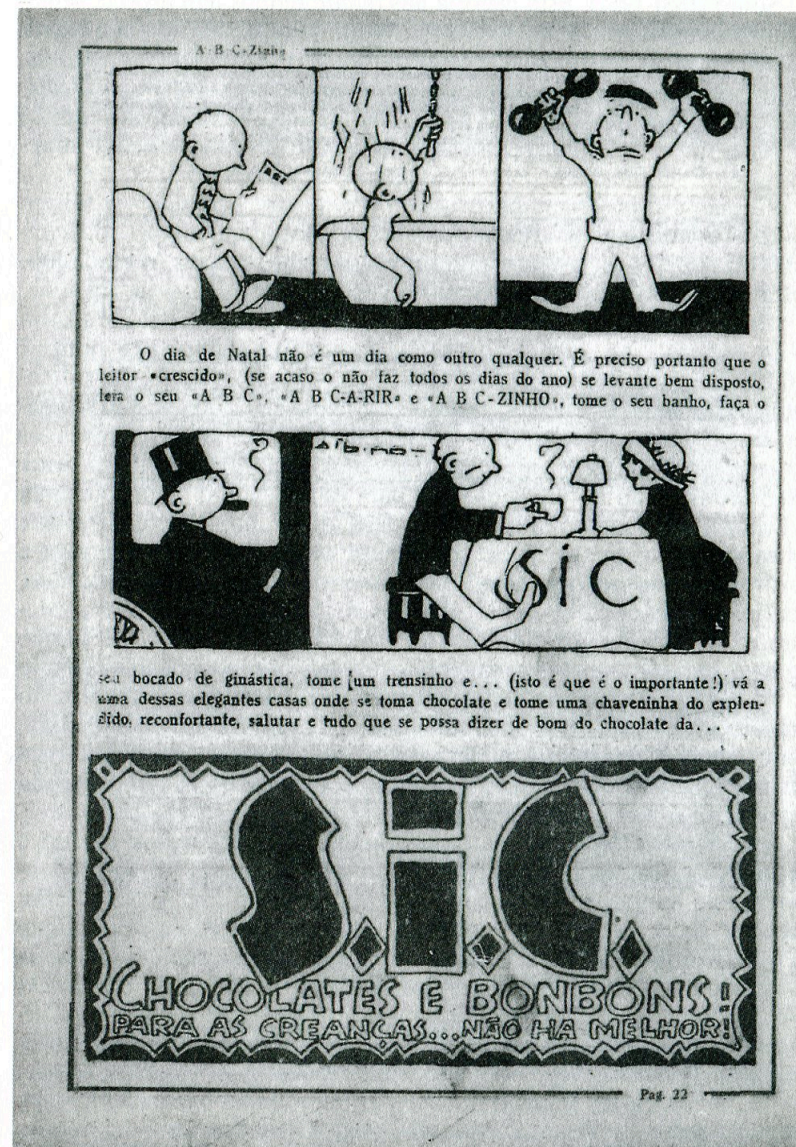 A B C-Zinho
ABC
O dia de Natal não é um dia como outro qualquer. É preciso portanto que o
leitor «crescido», (se acaso o não faz todos os dias do ano) se levante bem disposto,
leia o seu «A B C», «A B C-A-RIR» e «A B C-ZINHO», tome o seu banho, faça o
Albino
SiC
seu bocado de ginástica, tome um trensinho e... (isto é que é o importante!) vá a
uma dessas elegantes casas onde se toma chocolate e tome uma chaveninha do explen-
dido, reconfortante, salutar e tudo que se possa dizer de bom do chocolate da...
S.i.C.
CHOCOLATES E BONBONS!
PARA AS CREANÇAS...NÃO HA MELHOR!
Pag. 22